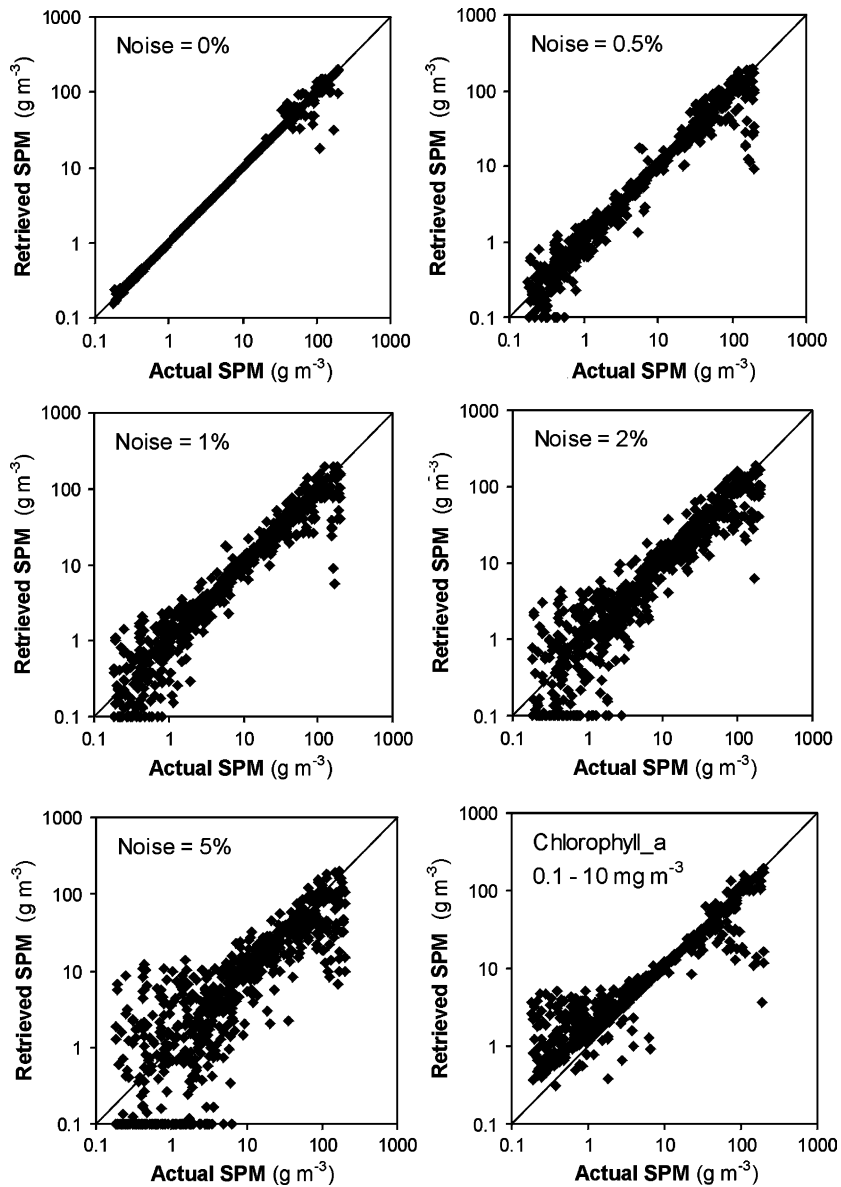 Noise = 0%
Retrieved SPM (g m-3)
1000
100
10
1
0.1
0.1 1 10 100 1000
Actual SPM (g m-3)
Noise = 0.5%
Retrieved SPM (g m-3)
1000
100
10
1
0.1
0.1 1 10 100 1000
Actual SPM (g m-3)
Noise = 1%
Retrieved SPM (g m-3)
1000
100
10
1
0.1
0.1 1 10 100 1000
Actual SPM (g m-3)
Noise = 2%
Retrieved SPM (g m-3)
1000
100
10
1
0.1
0.1 1 10 100 1000
Actual SPM (g m-3)
Noise = 5%
Retrieved SPM (g m-3)
1000
100
10
1
0.1
0.1 1 10 100 1000
Actual SPM (g m-3)
Chlorophyll_a
0.1 - 10 mg m-3
Retrieved SPM (g m-3)
1000
100
10
1
0.1
0.1 1 10 100 1000
Actual SPM (g m-3)